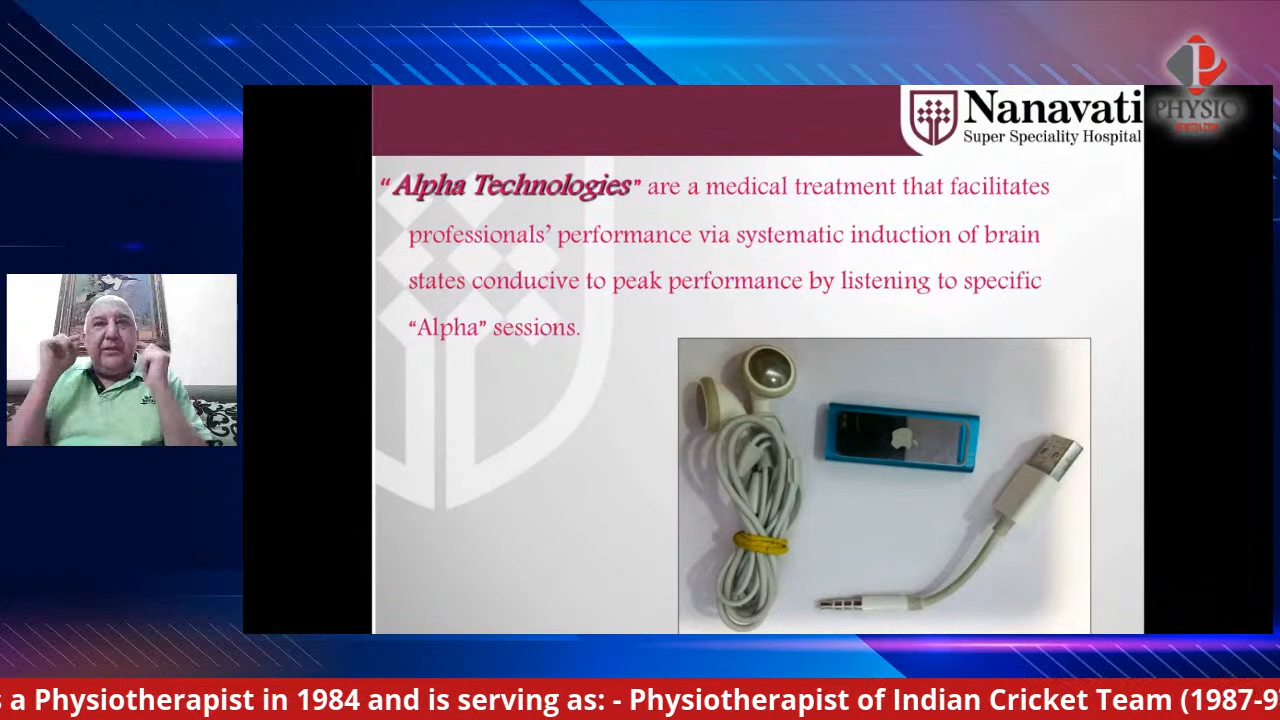 Nanavati
Super Speciality Hospital
PHYSIO
“Alpha Technologies” are a medical treatment that facilitates
professionals’ performance via systematic induction of brain
states conducive to peak performance by listening to specific
“Alpha” sessions.
a Physiotherapist in 1984 and is serving as: - Physiotherapist of Indian Cricket Team (1987-9